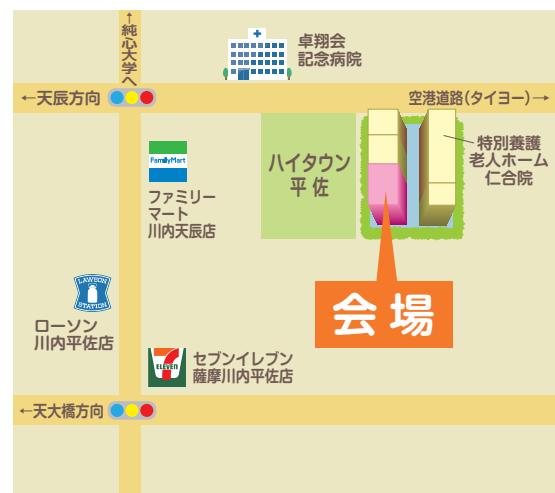 ↑純心大学へ
卓翔会
記念病院
←天辰方向
空港道路(タイヨー)→
FamilyMart
ハイタウン
平佐
特別養護
老人ホーム
仁合院
ファミリー
マート
川内天辰店
会場
LAWSON
STATION
ローソン
川内平佐店
7
ELEVEN
セブンイレブン
薩摩川内平佐店
←天大橋方向